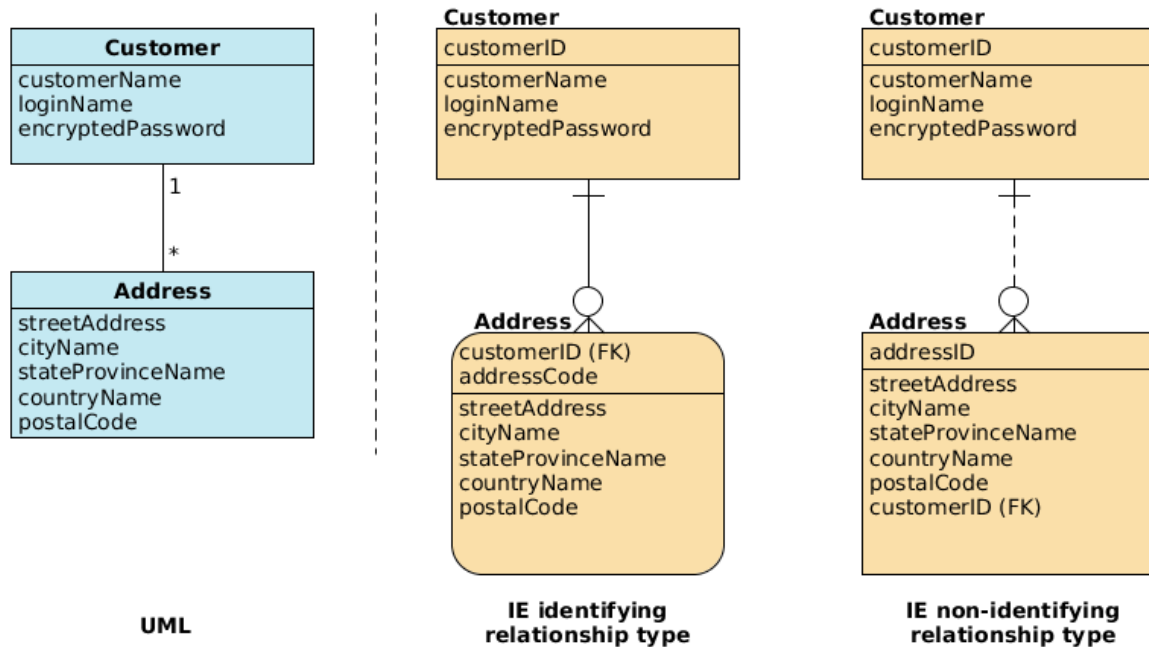 Customer
customerName
loginName
encryptedPassword
1
*
Address
streetAddress
cityName
stateProvinceName
countryName
postalCode
UML
Customer
customerID
customerName
loginName
encryptedPassword
Address
customerID (FK)
addressCode
streetAddress
cityName
stateProvinceName
countryName
postalCode
IE identifying
relationship type
Customer
customerID
customerName
loginName
encryptedPassword
Address
addressID
streetAddress
cityName
stateProvinceName
countryName
postalCode
customerID (FK)
IE non-identifying
relationship type